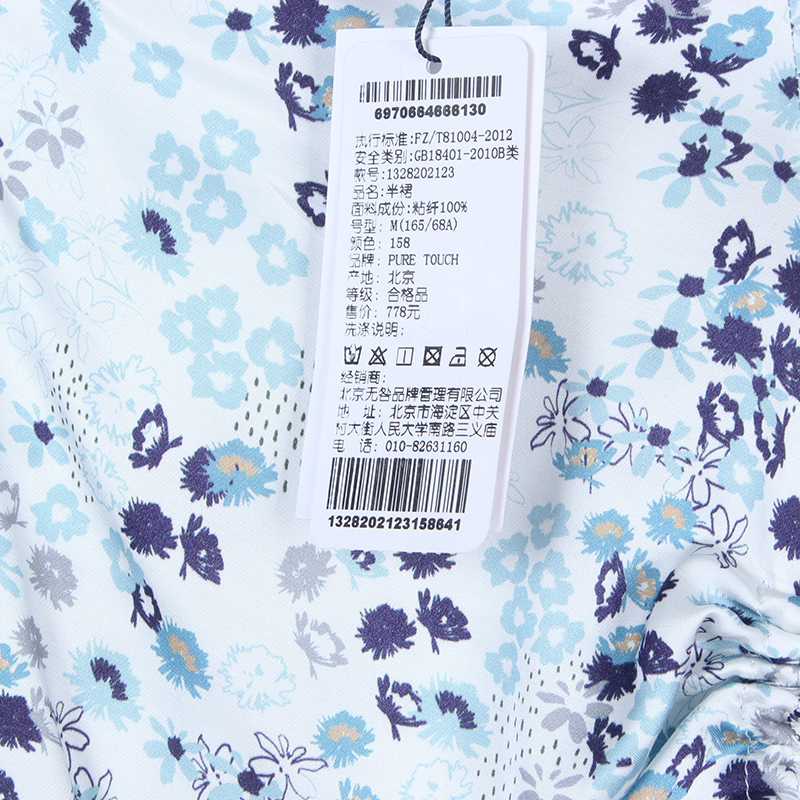 6970664666130
执行标准:FZ/T81004-2012
安全类别:GB18401-2010B类
款号:1328202123
品名:半裙
面料成份:粘纤100%
号型: M(165/68A)
颜色: 158
品牌: PURE TOUCH
产地: 北京
等级: 合格品
售价: 778元
洗涤说明:
经销商:
北京无咎品牌管理有限公司
地 址: 北京市海淀区中关
村大街人民大学南路三义庙
电 话: 010-82631160
1328202123158641